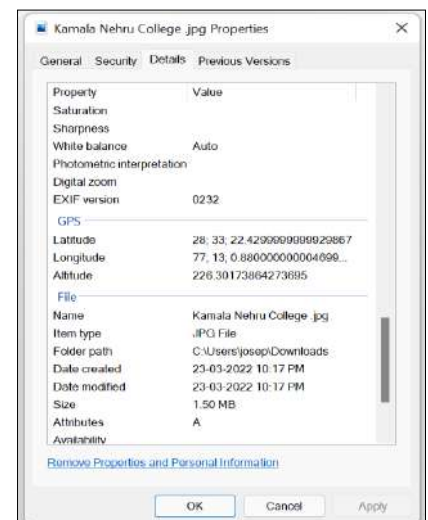 Kamala Nehru College .jpg Properties
General Security Details Previous Versions
Property Value
Saturation
Sharpness
White balance Auto
Photometric interpretation
Digital zoom
EXIF version 0232
GPS
Latitude 28; 33; 22.4299999999929867
Longitude 77; 13; 0.880000000004699...
Altitude 226.30173864273695
File
Name Kamala Nehru College .jpg
Item type JPG File
Folder path C:\Users\josep\Downloads
Date created 23-03-2022 10:17 PM
Date modified 23-03-2022 10:17 PM
Size 1.50 MB
Attributes A
Availability
Remove Properties and Personal Information
OK Cancel Apply